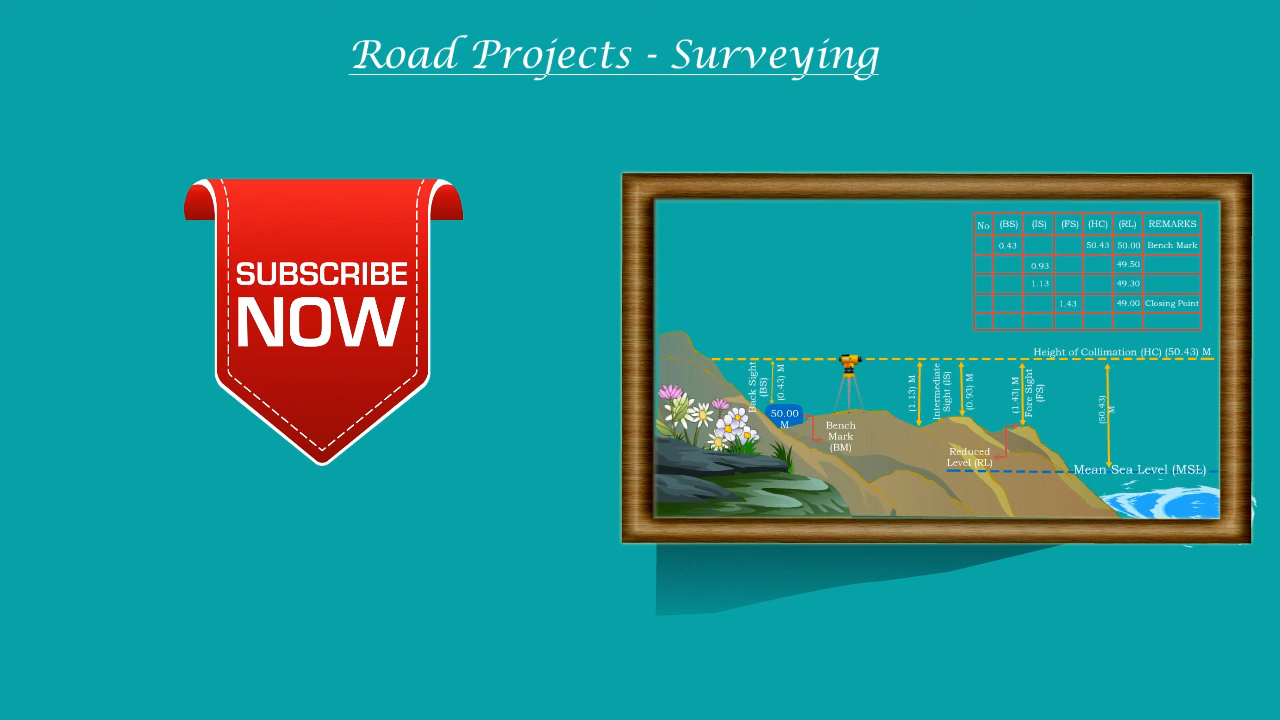 Road Projects - Surveying
SUBSCRIBE
NOW
No (BS) (IS) (FS) (HC) (RL) REMARKS
0.43 50.43 50.00 Bench Mark
0.93 49.50
1.13 49.30
1.43 49.00 Closing Point
Height of Collimation (HC) (50.43) M
Back Sight
(BS)
(0.43) M
(1.13) M
Intermediate
Sight (IS)
(0.93) M
(1.43) M
Fore Sight
(FS)
(50.43)
M
50.00
M
Bench
Mark
(BM)
Reduced
Level (RL)
Mean Sea Level (MSL)